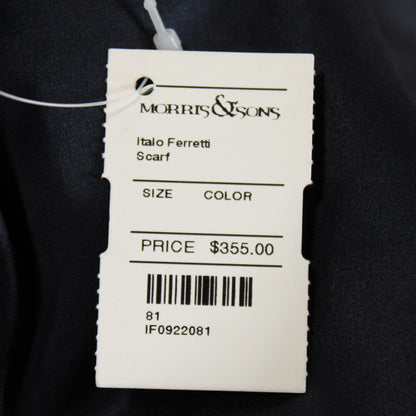 MORRIS&SONS
Italo Ferretti
Scarf
SIZE COLOR
PRICE $355.00
81
IF0922081